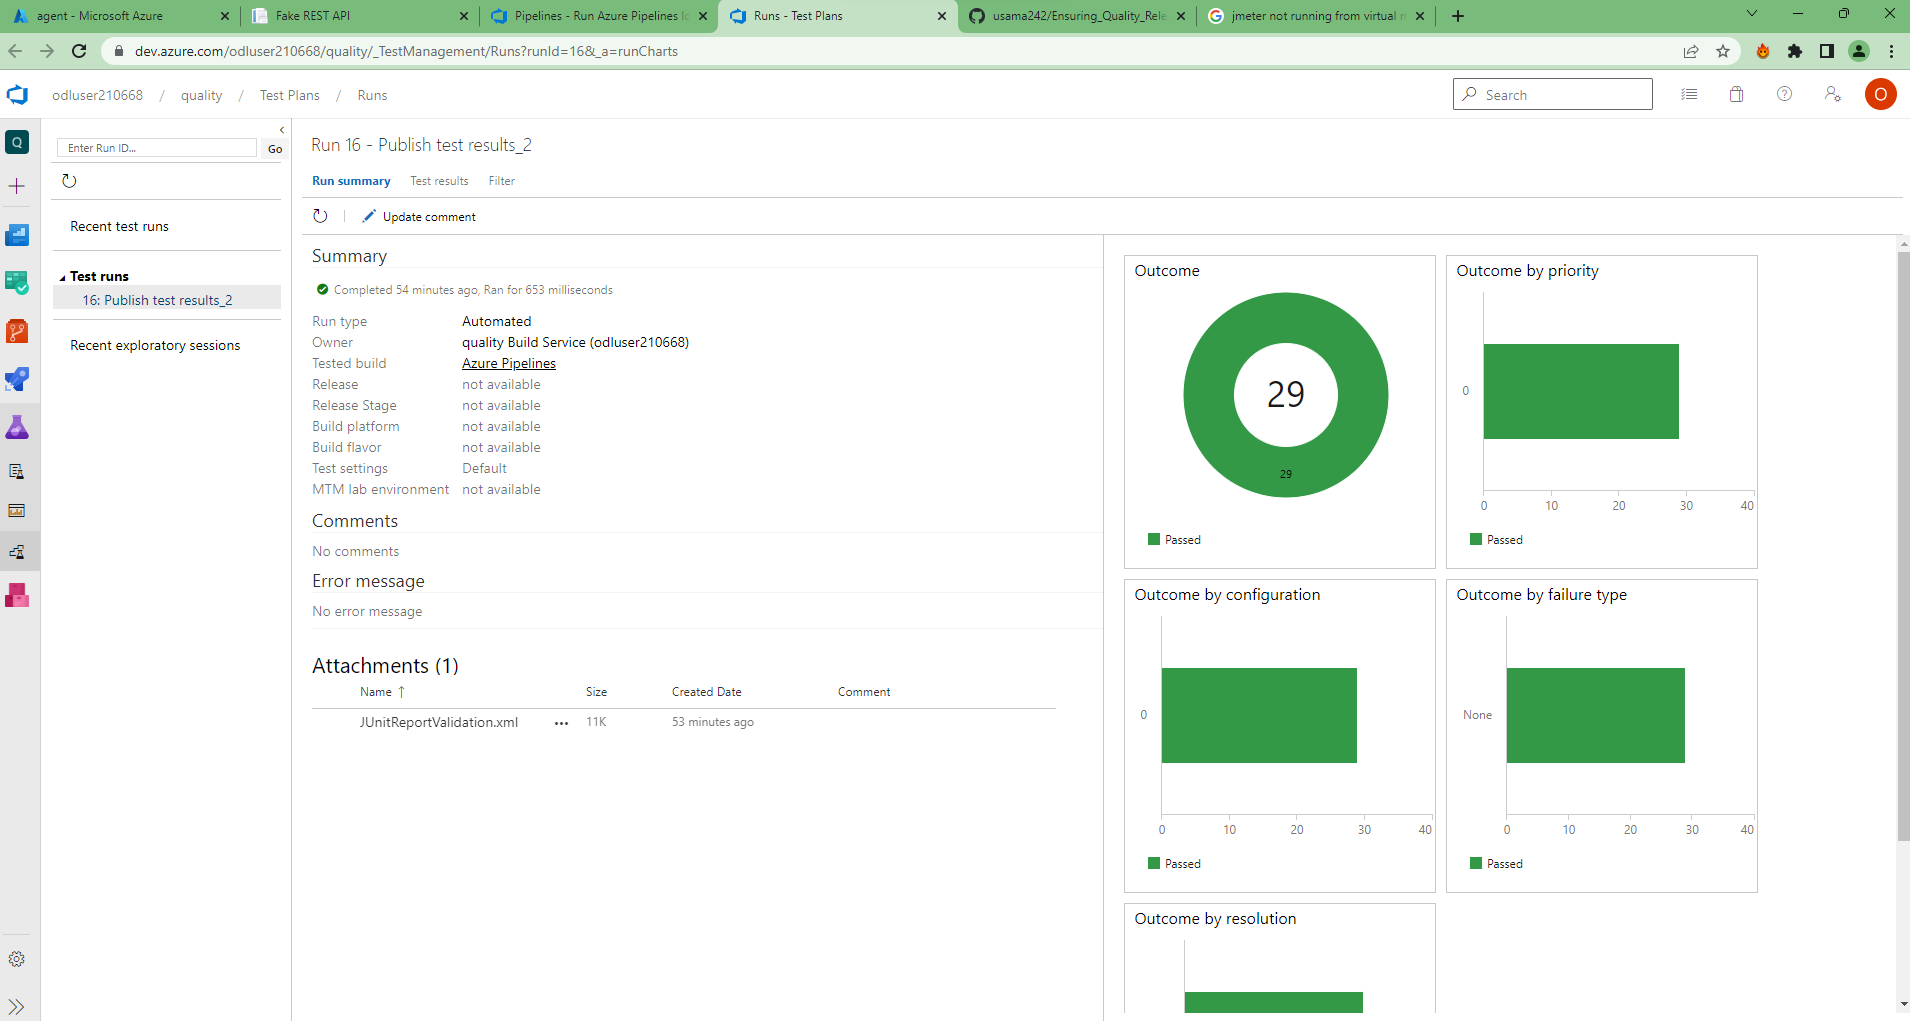 agent - Microsoft Azure
Fake REST API
Pipelines - Run Azure Pipelines
Runs - Test Plans
usama242/Ensuring_Quality_Rele
jmeter not running from virtual
dev.azure.com/odluser210668/quality/_TestManagement/Runs?runId=16&_a=runCharts
odluser210668 / quality / Test Plans / Runs
Search
O
Q
Enter Run ID...
Go
Recent test runs
Test runs
16: Publish test results_2
Recent exploratory sessions
Run 16 - Publish test results_2
Run summary Test results Filter
Update comment
Summary
Completed 54 minutes ago, Ran for 653 milliseconds
Run type Automated
Owner quality Build Service (odluser210668)
Tested build Azure Pipelines
Release not available
Release Stage not available
Build platform not available
Build flavor not available
Test settings Default
MTM lab environment not available
Comments
No comments
Error message
No error message
Attachments (1)
Name ↑ Size Created Date Comment
JUnitReportValidation.xml ... 11K 53 minutes ago
Outcome
29
29
Passed
Outcome by priority
0
0 10 20 30 40
Passed
Outcome by configuration
0
0 10 20 30 40
Passed
Outcome by failure type
None
0 10 20 30 40
Passed
Outcome by resolution